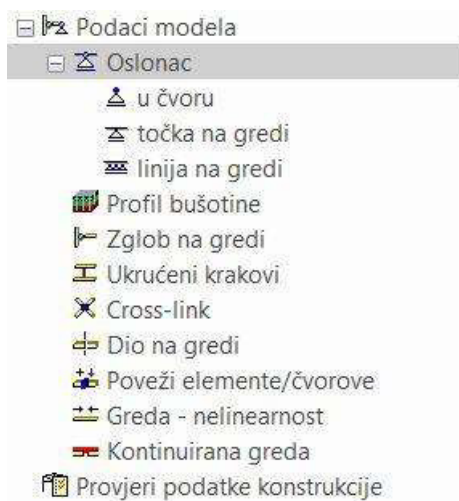 Podaci modela
Oslonac
u čvoru
točka na gredi
linija na gredi
Profil bušotine
Zglob na gredi
Ukrućeni krakovi
Cross-link
Dio na gredi
Poveži elemente/čvorove
Greda - nelinearnost
Kontinuirana greda
Provjeri podatke konstrukcije